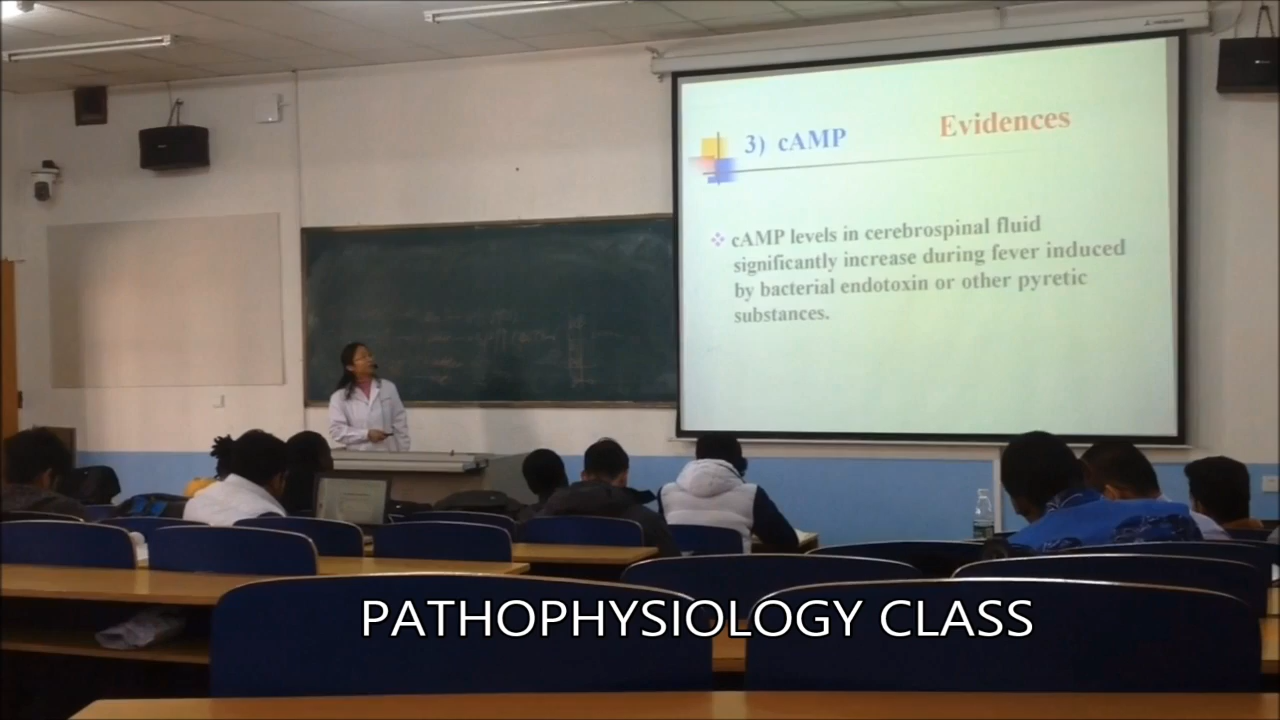 3) cAMP
Evidences
cAMP levels in cerebrospinal fluid
significantly increase during fever induced
by bacterial endotoxin or other pyretic
substances.
PATHOPHYSIOLOGY CLASS